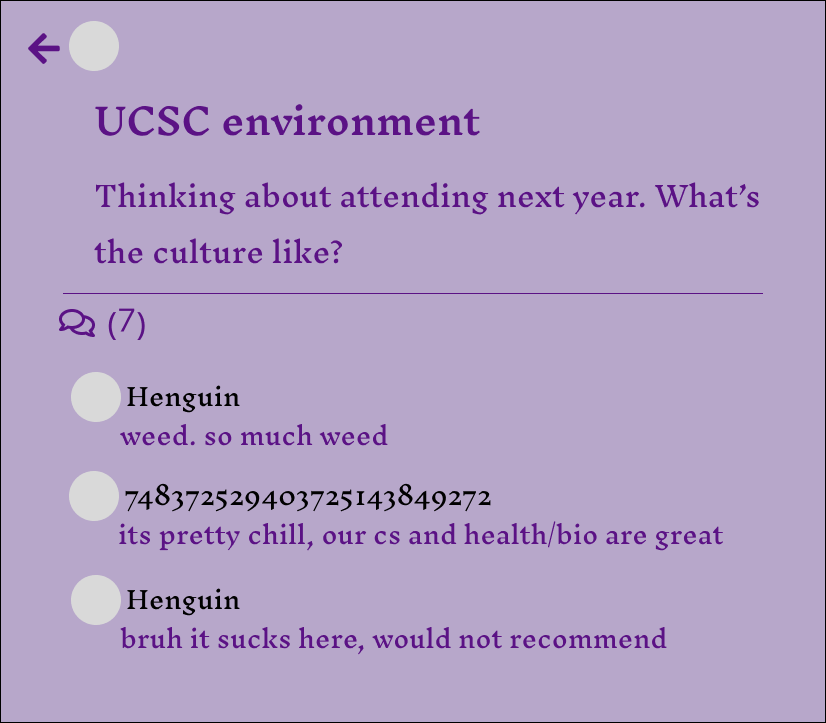 UCSC environment
Thinking about attending next year. What’s
the culture like?
(7)
Henguin
weed. so much weed
748372529403725143849272
its pretty chill, our cs and health/bio are great
Henguin
bruh it sucks here, would not recommend